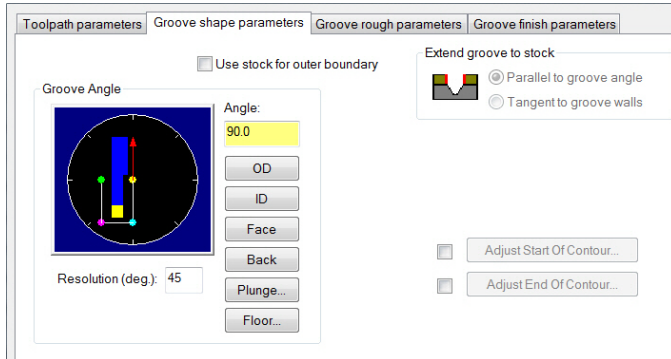 Toolpath parameters Groove shape parameters Groove rough parameters Groove finish parameters
Use stock for outer boundary
Extend groove to stock
Parallel to groove angle
Tangent to groove walls
Groove Angle
Angle:
90.0
OD
ID
Face
Back
Plunge...
Floor...
Resolution (deg.): 45
Adjust Start Of Contour...
Adjust End Of Contour...